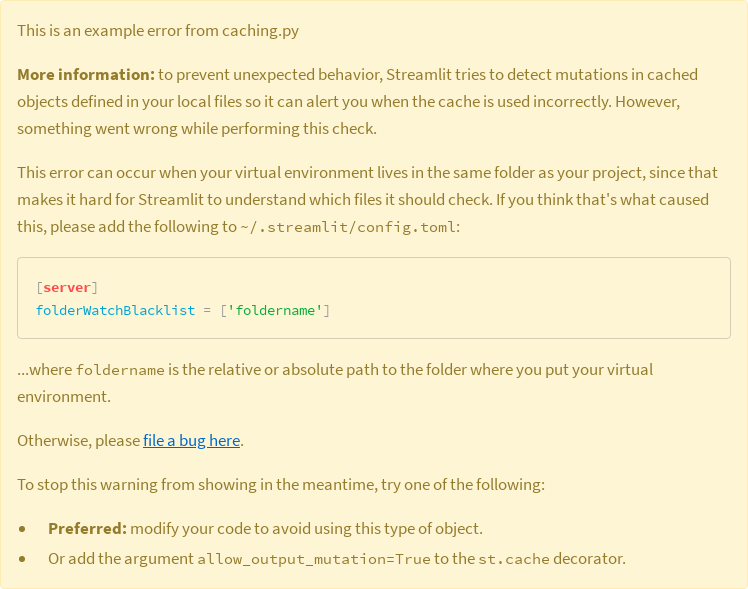 This is an example error from caching.py
More information: to prevent unexpected behavior, Streamlit tries to detect mutations in cached
objects defined in your local files so it can alert you when the cache is used incorrectly. However,
something went wrong while performing this check.
This error can occur when your virtual environment lives in the same folder as your project, since that
makes it hard for Streamlit to understand which files it should check. If you think that's what caused
this, please add the following to ~/.streamlit/config.toml:
[server]
folderWatchBlacklist = ['foldername']
...where foldername is the relative or absolute path to the folder where you put your virtual
environment.
Otherwise, please file a bug here.
To stop this warning from showing in the meantime, try one of the following:
• Preferred: modify your code to avoid using this type of object.
• Or add the argument allow_output_mutation=True to the st.cache decorator.